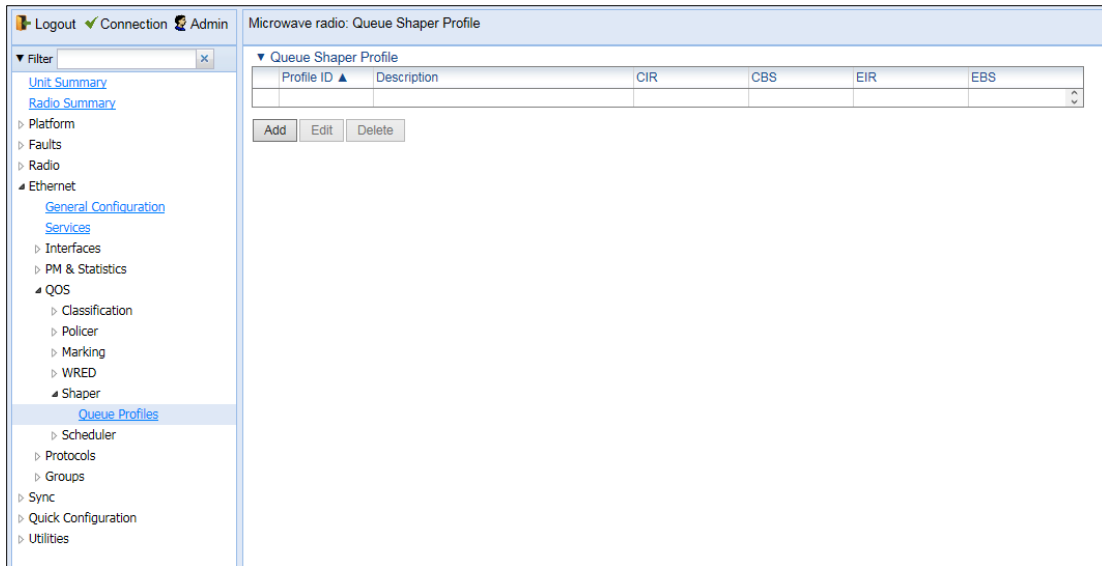 Logout Connection Admin
Microwave radio: Queue Shaper Profile
▼ Filter
Unit Summary
Radio Summary
Platform
Faults
Radio
Ethernet
General Configuration
Services
Interfaces
PM & Statistics
QOS
Classification
Policer
Marking
WRED
Shaper
Queue Profiles
Scheduler
Protocols
Groups
Sync
Quick Configuration
Utilities
▼ Queue Shaper Profile
Profile ID ▲ Description CIR CBS EIR EBS
Add Edit Delete